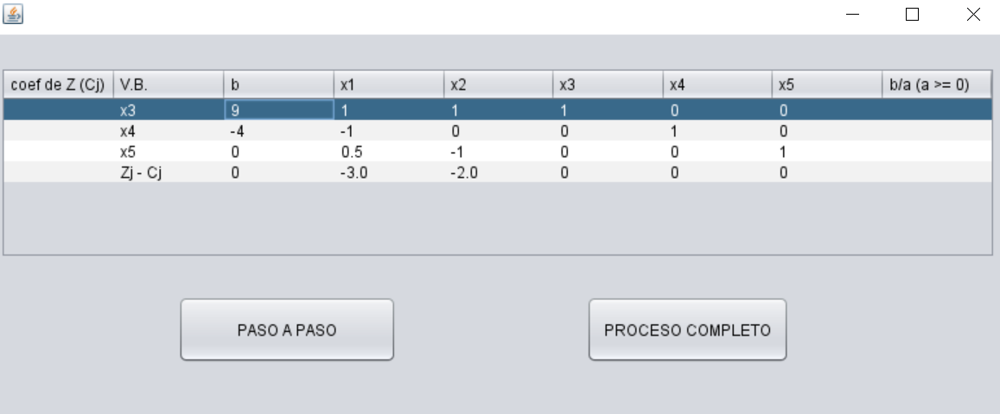 coef de Z (Cj) V.B. b x1 x2 x3 x4 x5 b/a (a >= 0)
x3 9 1 1 1 0 0
x4 -4 -1 0 0 1 0
x5 0 0.5 -1 0 0 1
Zj - Cj 0 -3.0 -2.0 0 0 0
PASO A PASO PROCESO COMPLETO